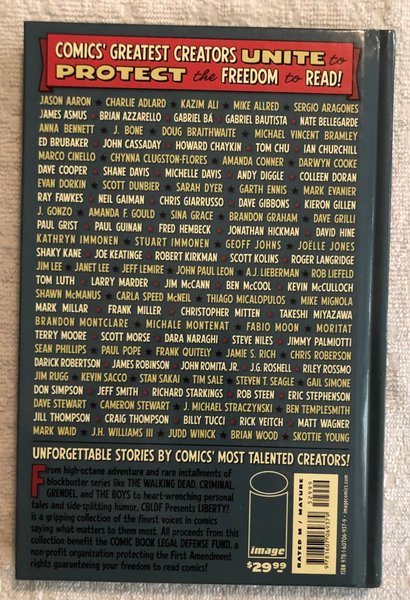 COMICS' GREATEST CREATORS UNITE to
PROTECT the FREEDOM to READ!
JASON AARON ★ CHARLIE ADLARD ★ KAZIM ALI ★ MIKE ALLRED ★ SERGIO ARAGONES
JAMES ASMUS ★ BRIAN AZZARELLO ★ GABRIEL BÁ ★ GABRIEL BAUTISTA ★ NATE BELLEGARDE
ANNA BENNETT ★ J. BONE ★ DOUG BRAITHWAITE ★ MICHAEL VINCENT BRAMLEY
ED BRUBAKER ★ JOHN CASSADAY ★ HOWARD CHAYKIN ★ TOM CHU ★ IAN CHURCHILL
MARCO CINELLO ★ CHYNNA CLUGSTON-FLORES ★ AMANDA CONNER ★ DARWYN COOKE
DAVE COOPER ★ SHANE DAVIS ★ MICHELLE DAVIS ★ ANDY DIGGLE ★ COLLEEN DORAN
EVAN DORKIN ★ SCOTT DUNBIER ★ SARAH DYER ★ GARTH ENNIS ★ MARK EVANIER
RAY FAWKES ★ NEIL GAIMAN ★ CHRIS GIARRUSSO ★ DAVE GIBBONS ★ KIERON GILLEN
J. GONZO ★ AMANDA F GOULD ★ SINA GRACE ★ BRANDON GRAHAM ★ DAVE GRILLI
PAUL GRIST ★ PAUL GUINAN ★ FRED HEMBECK ★ JONATHAN HICKMAN ★ DAVID HINE
KATHRYN IMMONEN ★ STUART IMMONEN ★ GEOFF JOHNS ★ JOËLLE JONES
SHAKY KANE ★ JOE KEATINGE ★ ROBERT KIRKMAN ★ SCOTT KOLINS ★ ROGER LANGRIDGE
JIM LEE ★ JANET LEE ★ JEFF LEMIRE ★ JOHN PAUL LEON ★ A.J. LIEBERMAN ★ ROB LIEFELD
TOM LUTH ★ LARRY MARDER ★ JIM McCANN ★ BEN McCOOL ★ KEVIN McCULLOCH
SHAWN McMANUS ★ CARLA SPEED McNEIL ★ THIAGO MICALOPULOS ★ MIKE MIGNOLA
MARK MILLAR ★ FRANK MILLER ★ CHRISTOPHER MITTEN ★ TAKESHI MIYAZAWA
BRANDON MONTCLARE ★ MICHALE MONTENAT ★ FABIO MOON ★ MORITAT
TERRY MOORE ★ SCOTT MORSE ★ DARA NARAGHI ★ STEVE NILES ★ JIMMY PALMIOTTI
SEAN PHILLIPS ★ PAUL POPE ★ FRANK QUITELY ★ JAMIE S. RICH ★ CHRIS ROBERSON
DARICK ROBERTSON ★ JAMES ROBINSON ★ JOHN ROMITA, JR. ★ J.G. ROSHELL ★ RILEY ROSSMO
JIM RUGG ★ KEVIN SACCO ★ STAN SAKAI ★ TIM SALE ★ STEVEN T. SEAGLE ★ GAIL SIMONE
DON SIMPSON ★ JEFF SMITH ★ RICHARD STARKINGS ★ ROB STEEN ★ ERIC STEPHENSON
DAVE STEWART ★ CAMERON STEWART ★ J. MICHAEL STRACZYNSKI ★ BEN TEMPLESMITH
JILL THOMPSON ★ CRAIG THOMPSON ★ BILLY TUCCI ★ RICK VEITCH ★ MATT WAGNER
MARK WAID ★ J.H. WILLIAMS III ★ JUDD WINICK ★ BRIAN WOOD ★ SKOTTIE YOUNG
UNFORGETTABLE STORIES BY COMICS' MOST TALENTED CREATORS!
From high-octane adventure and rare installments of
blockbuster series like THE WALKING DEAD, CRIMINAL,
GRENDEL, and THE BOYS to heart-wrenching personal
tales and side-splitting humor, CBLDF Presents LIBERTY!
is a gripping collection of the finest voices in comics
saying what matters to them most. All proceeds from this
collection benefit the COMIC BOOK LEGAL DEFENSE FUND, a
non-profit organization protecting the First Amendment
rights guaranteeing your freedom to read comics!
image
$29.99
RATED M / MATURE
52999
9 781607 069379
ISBN: 978-1-60706-937-9
imagecomics.com